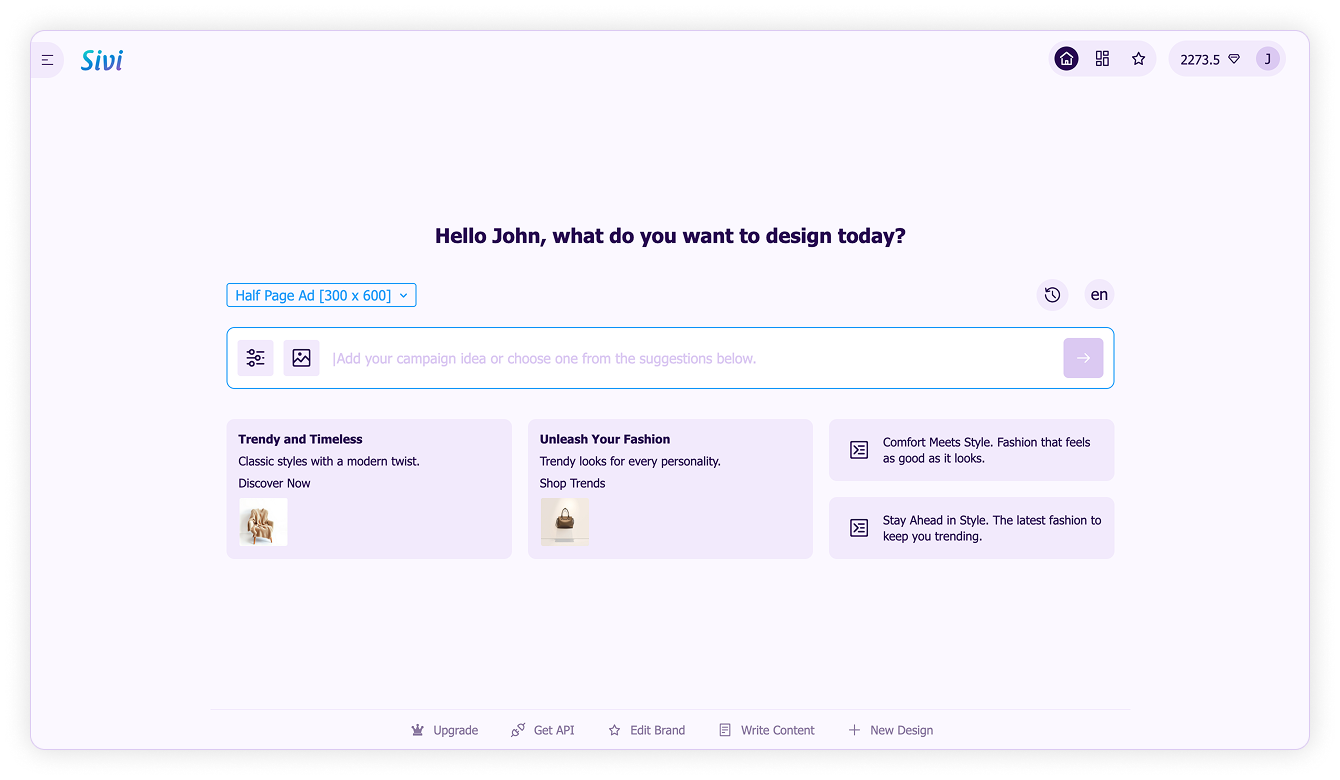 Sivi
2273.5
J
Hello John, what do you want to design today?
Half Page Ad [300 x 600]
en
|Add your campaign idea or choose one from the suggestions below.
Trendy and Timeless
Classic styles with a modern twist.
Discover Now
Unleash Your Fashion
Trendy looks for every personality.
Shop Trends
Comfort Meets Style. Fashion that feels
as good as it looks.
Stay Ahead in Style. The latest fashion to
keep you trending.
Upgrade
Get API
Edit Brand
Write Content
New Design